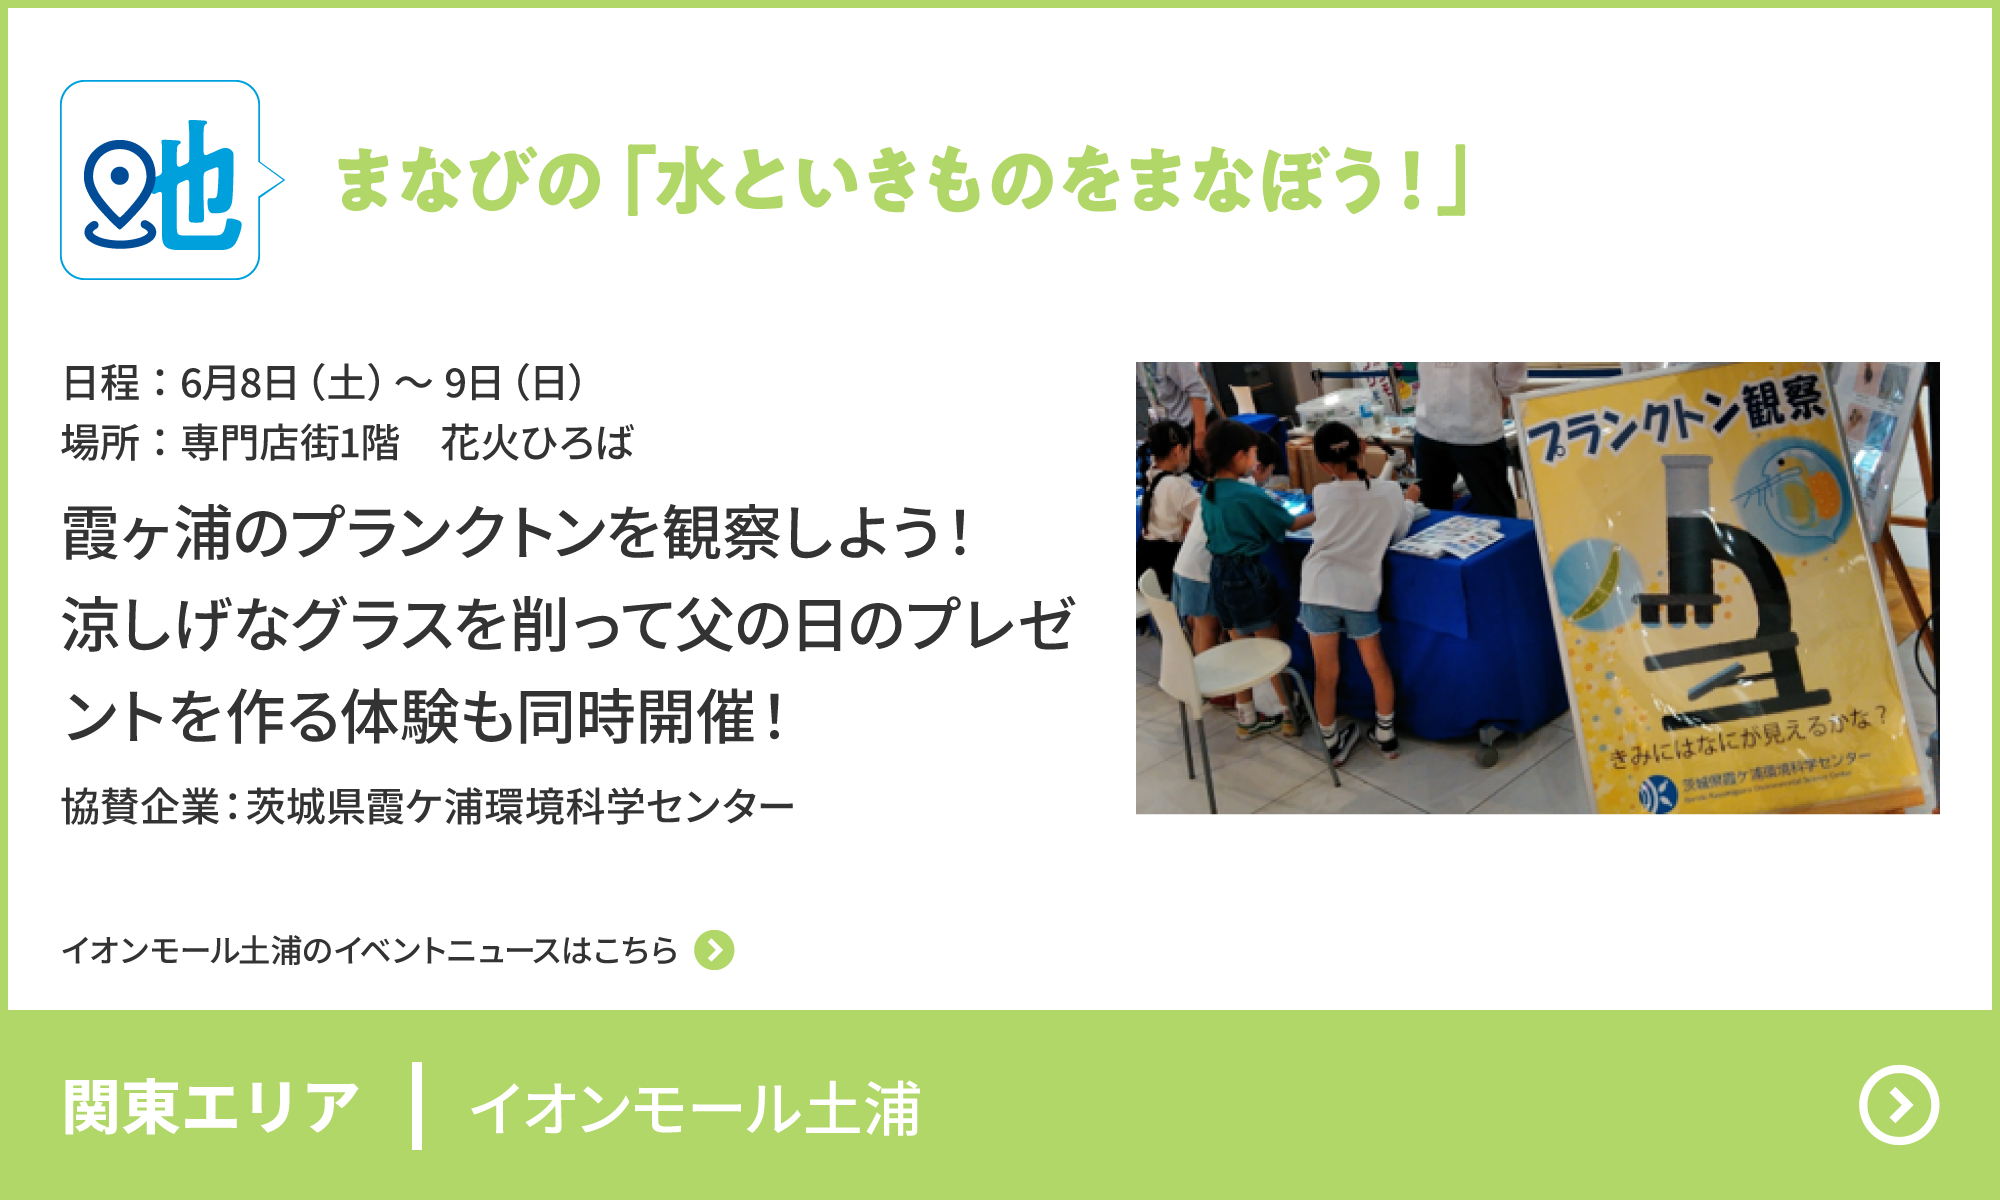 地
まなびの「水といきものをまなぼう！」
日程：6月8日（土）～ 9日（日）
場所：専門店街1階　花火ひろば
霞ヶ浦のプランクトンを観察しよう！
涼しげなグラスを削って父の日のプレゼ
ントを作る体験も同時開催！
協賛企業：茨城県霞ケ浦環境科学センター
プランクトン観察
きみにはなにが見えるかな？
茨城県霞ケ浦環境科学センター
イオンモール土浦のイベントニュースはこちら
関東エリア
イオンモール土浦